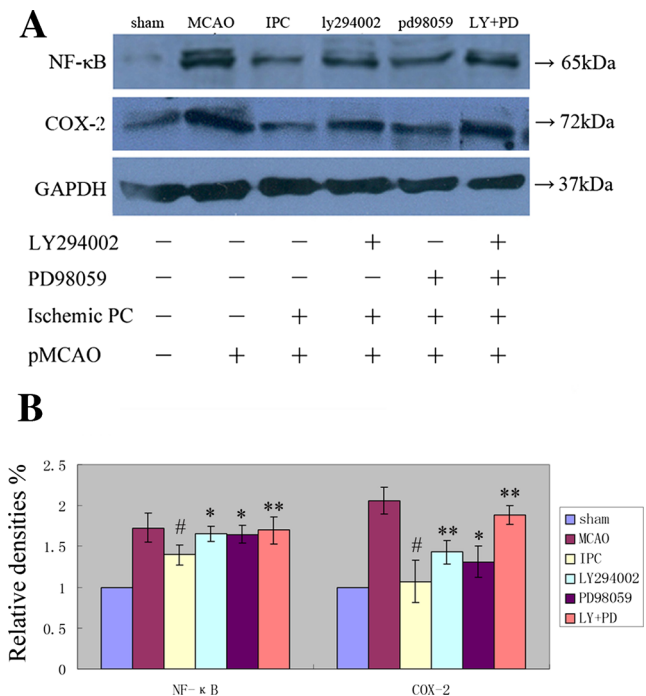 A
sham MCAO IPC ly294002 pd98059 LY+PD
NF-κB → 65kDa
COX-2 → 72kDa
GAPDH → 37kDa
LY294002 — — — + — +
PD98059 — — — — + +
Ischemic PC — — + + + +
pMCAO — + + + + +
B
Relative densities %
2.5
2
1.5
1
0.5
0
# * * **
# ** * **
NF-κB COX-2
sham
MCAO
IPC
LY294002
PD98059
LY+PD